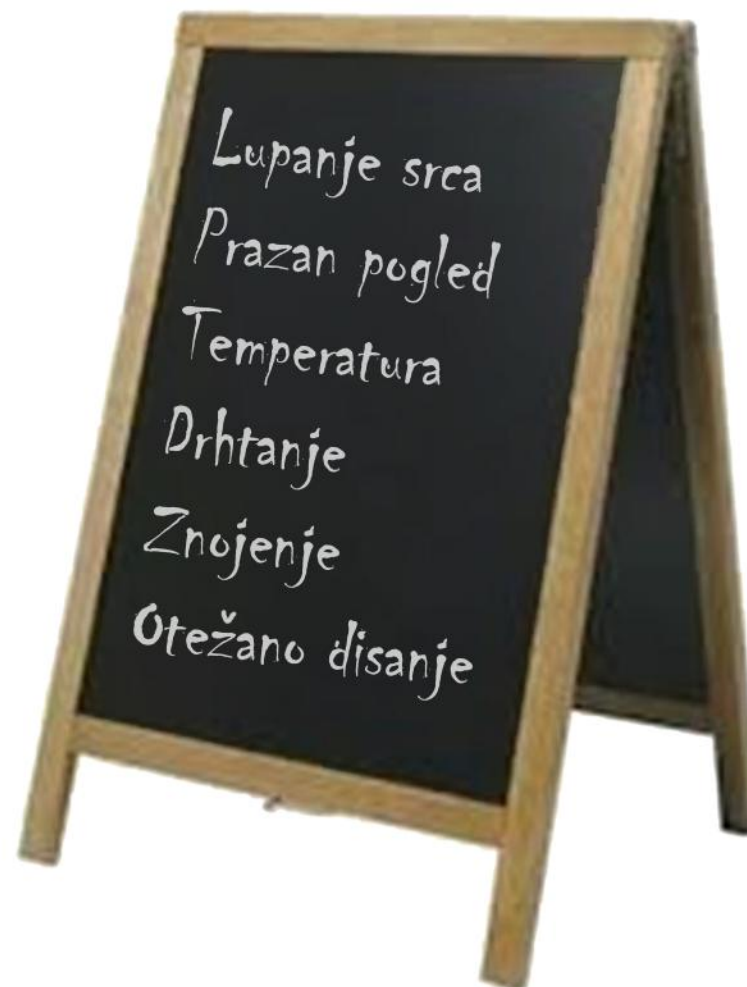 Lupanje srca
Prazan pogled
Temperatura
Drhtanje
Znojenje
Otežano disanje